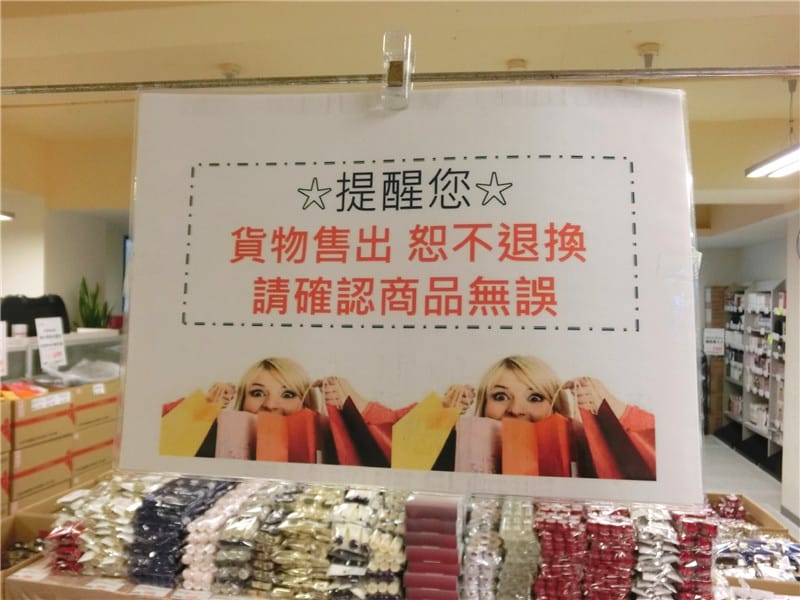 ☆提醒您☆
貨物售出 恕不退換
請確認商品無誤